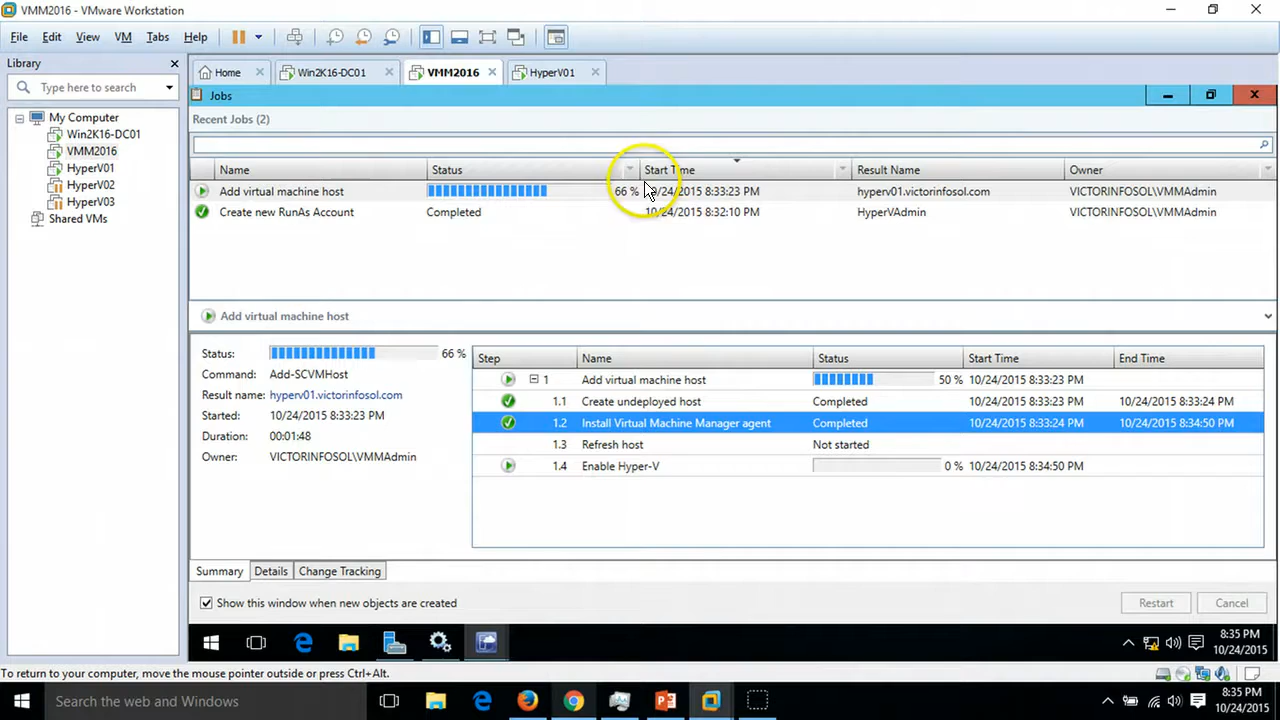 VMM2016 - VMware Workstation
File Edit View VM Tabs Help
Library
Type here to search
My Computer
Win2K16-DC01
VMM2016
HyperV01
HyperV02
HyperV03
Shared VMs
Home Win2K16-DC01 VMM2016 HyperV01
Jobs
Recent Jobs (2)
Name Status Start Time Result Name Owner
Add virtual machine host 66 % 10/24/2015 8:33:23 PM hyperv01.victorinfosol.com VICTORINFOSOL\VMMAdmin
Create new RunAs Account Completed 10/24/2015 8:32:10 PM HyperVAdmin VICTORINFOSOL\VMMAdmin
Add virtual machine host
Status: 66 %
Command: Add-SCVMHost
Result name: hyperv01.victorinfosol.com
Started: 10/24/2015 8:33:23 PM
Duration: 00:01:48
Owner: VICTORINFOSOL\VMMAdmin
Step Name Status Start Time End Time
1 Add virtual machine host 50 % 10/24/2015 8:33:23 PM
1.1 Create undeployed host Completed 10/24/2015 8:33:23 PM 10/24/2015 8:33:24 PM
1.2 Install Virtual Machine Manager agent Completed 10/24/2015 8:33:24 PM 10/24/2015 8:34:50 PM
1.3 Refresh host Not started
1.4 Enable Hyper-V 0 % 10/24/2015 8:34:50 PM
Summary Details Change Tracking
Show this window when new objects are created
Restart Cancel
8:35 PM
10/24/2015
To return to your computer, move the mouse pointer outside or press Ctrl+Alt.
Search the web and Windows
8:35 PM
10/24/2015